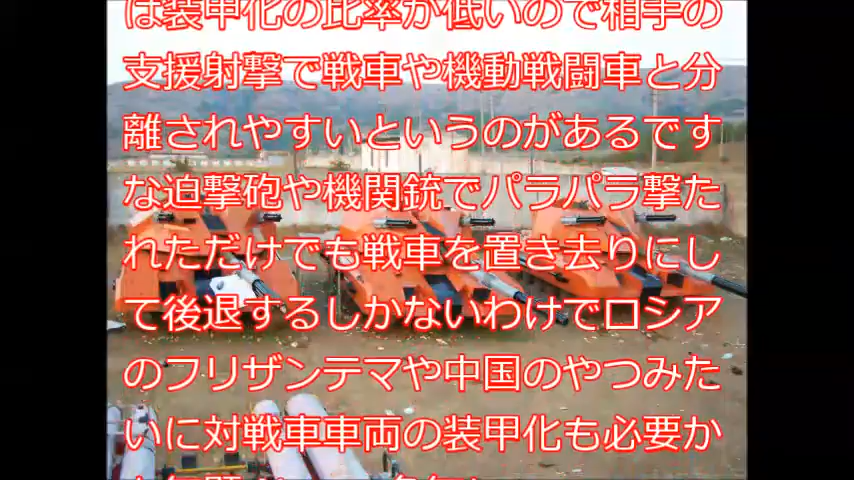 は装甲化の比率が低いので相手の
支援射撃で戦車や機動戦闘車と分
離されやすいというのがあるです
な迫撃砲や機関銃でパラパラ撃た
れただけでも戦車を置き去りにし
て後退するしかないわけでロシア
のフリザンテマや中国のやつみた
いに対戦車車両の装甲化も必要か